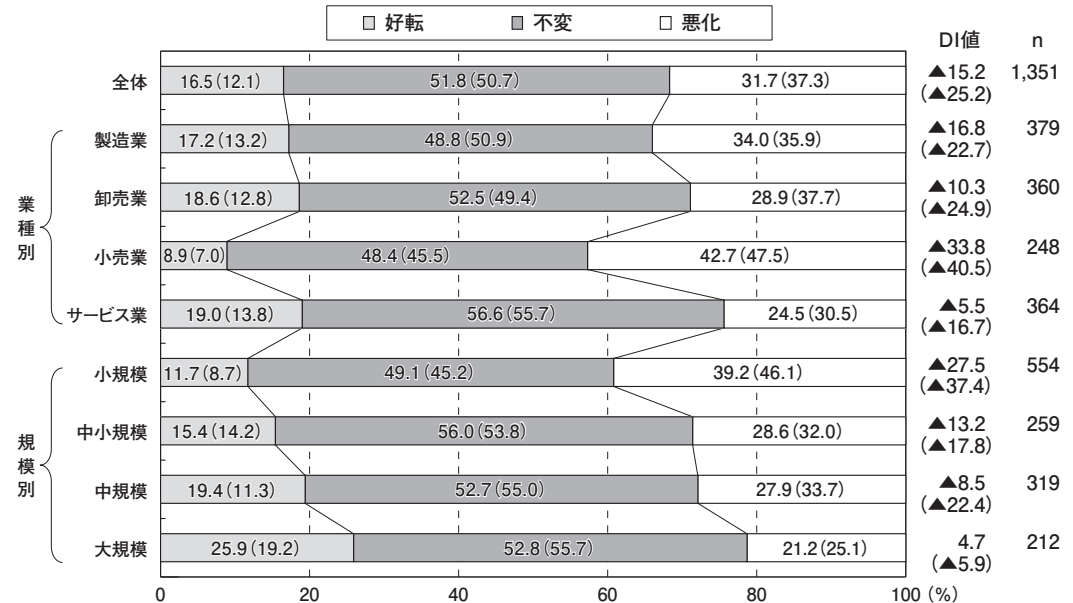 □ 好転 ■ 不変 □ 悪化
DI値 n
全体 16.5(12.1) 51.8(50.7) 31.7(37.3) ▲15.2 1,351
(▲25.2)
業種別
製造業 17.2(13.2) 48.8(50.9) 34.0(35.9) ▲16.8 379
(▲22.7)
卸売業 18.6(12.8) 52.5(49.4) 28.9(37.7) ▲10.3 360
(▲24.9)
小売業 8.9(7.0) 48.4(45.5) 42.7(47.5) ▲33.8 248
(▲40.5)
サービス業 19.0(13.8) 56.6(55.7) 24.5(30.5) ▲5.5 364
(▲16.7)
規模別
小規模 11.7(8.7) 49.1(45.2) 39.2(46.1) ▲27.5 554
(▲37.4)
中小規模 15.4(14.2) 56.0(53.8) 28.6(32.0) ▲13.2 259
(▲17.8)
中規模 19.4(11.3) 52.7(55.0) 27.9(33.7) ▲8.5 319
(▲22.4)
大規模 25.9(19.2) 52.8(55.7) 21.2(25.1) 4.7 212
(▲5.9)
0 20 40 60 80 100 (%)